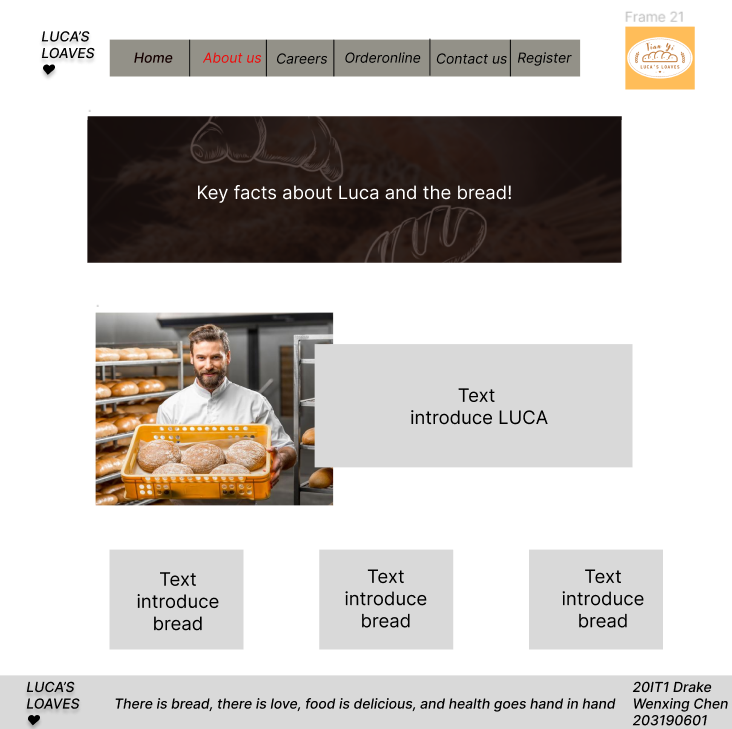 Frame 21
LUCA'S
LOAVES
Home
About us
Careers
Orderonline
Contact us
Register
Tian Yi
LUCA'S LOAVES
Key facts about Luca and the bread!
Text
introduce LUCA
Text
introduce
bread
Text
introduce
bread
Text
introduce
bread
LUCA'S
LOAVES
There is bread, there is love, food is delicious, and health goes hand in hand
20IT1 Drake
Wenxing Chen
203190601